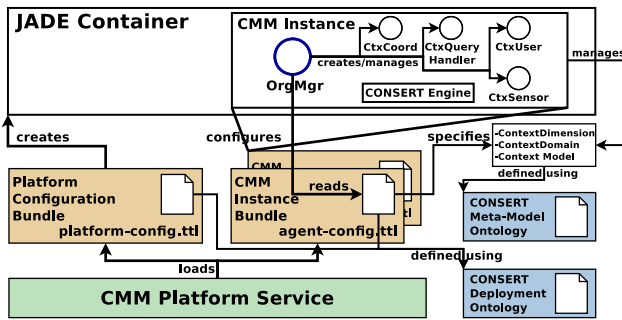 JADE Container
CMM Instance
CtxCoord
CtxQuery
Handler
CtxUser
manages
creates/manages
OrgMgr
CONSERT Engine
CtxSensor
creates
configures
specifies
-ContextDimension
-ContextDomain
-Context Model
CMM
Platform
Configuration
Bundle
platform-config.ttl
CMM
Instance
Bundle
reads
agent-config.ttl
tl
defined using
CONSERT
Meta-Model
Ontology
defined using
loads
CMM Platform Service
CONSERT
Deployment
Ontology